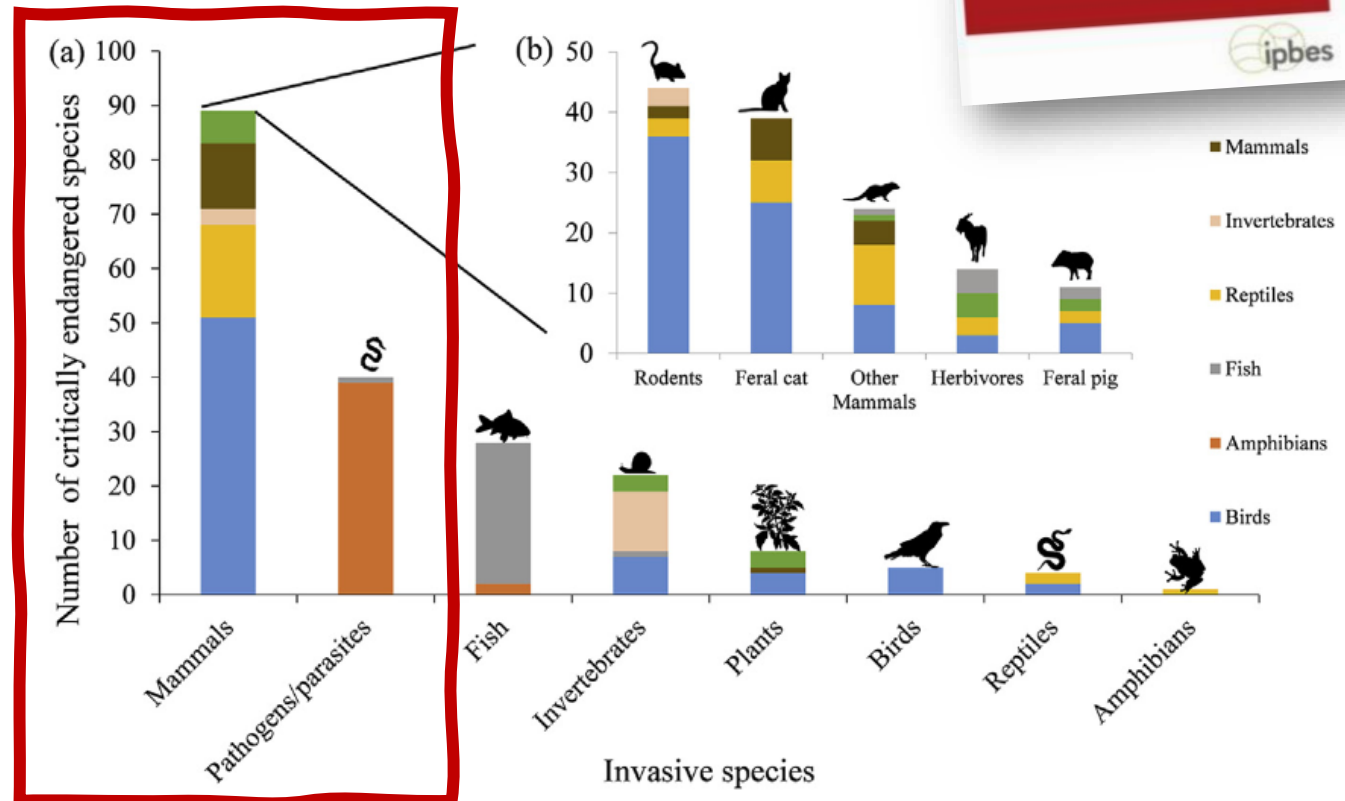 (a)
Number of critically endangered species
100
90
80
70
60
50
40
30
20
10
0
Mammals
Pathogens/parasites
Fish
Invertebrates
Plants
Birds
Reptiles
Amphibians
Invasive species
(b)
50
40
30
20
10
0
Rodents
Feral cat
Other
Mammals
Herbivores
Feral pig
ipbes
Mammals
Invertebrates
Reptiles
Fish
Amphibians
Birds